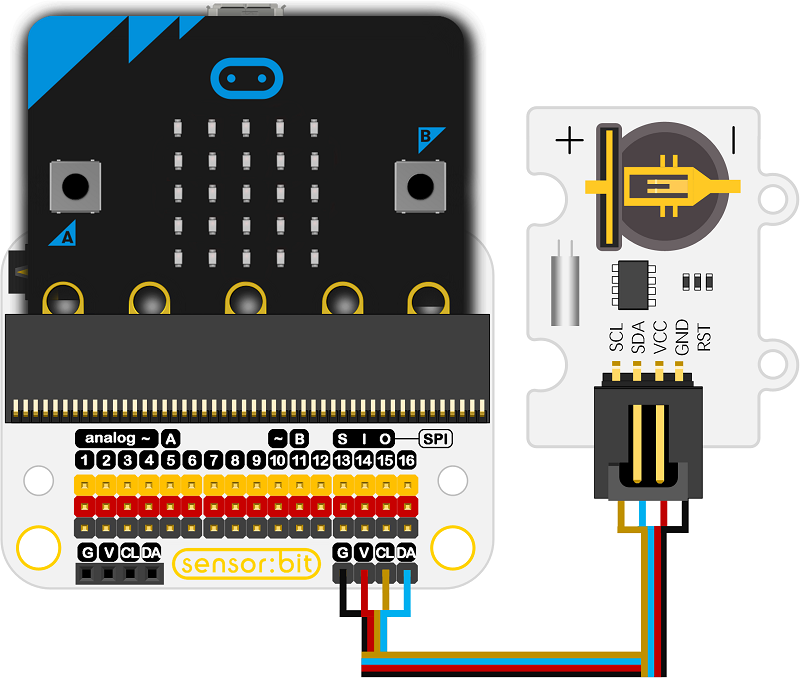 B
A
+ −
SCL
SDA
VCC
GND
RST
analog ~ A ~ B S I O SPI
1 2 3 4 5 6 7 8 9 10 11 12 13 14 15 16
G V CL DA sensor:bit G V CL DA